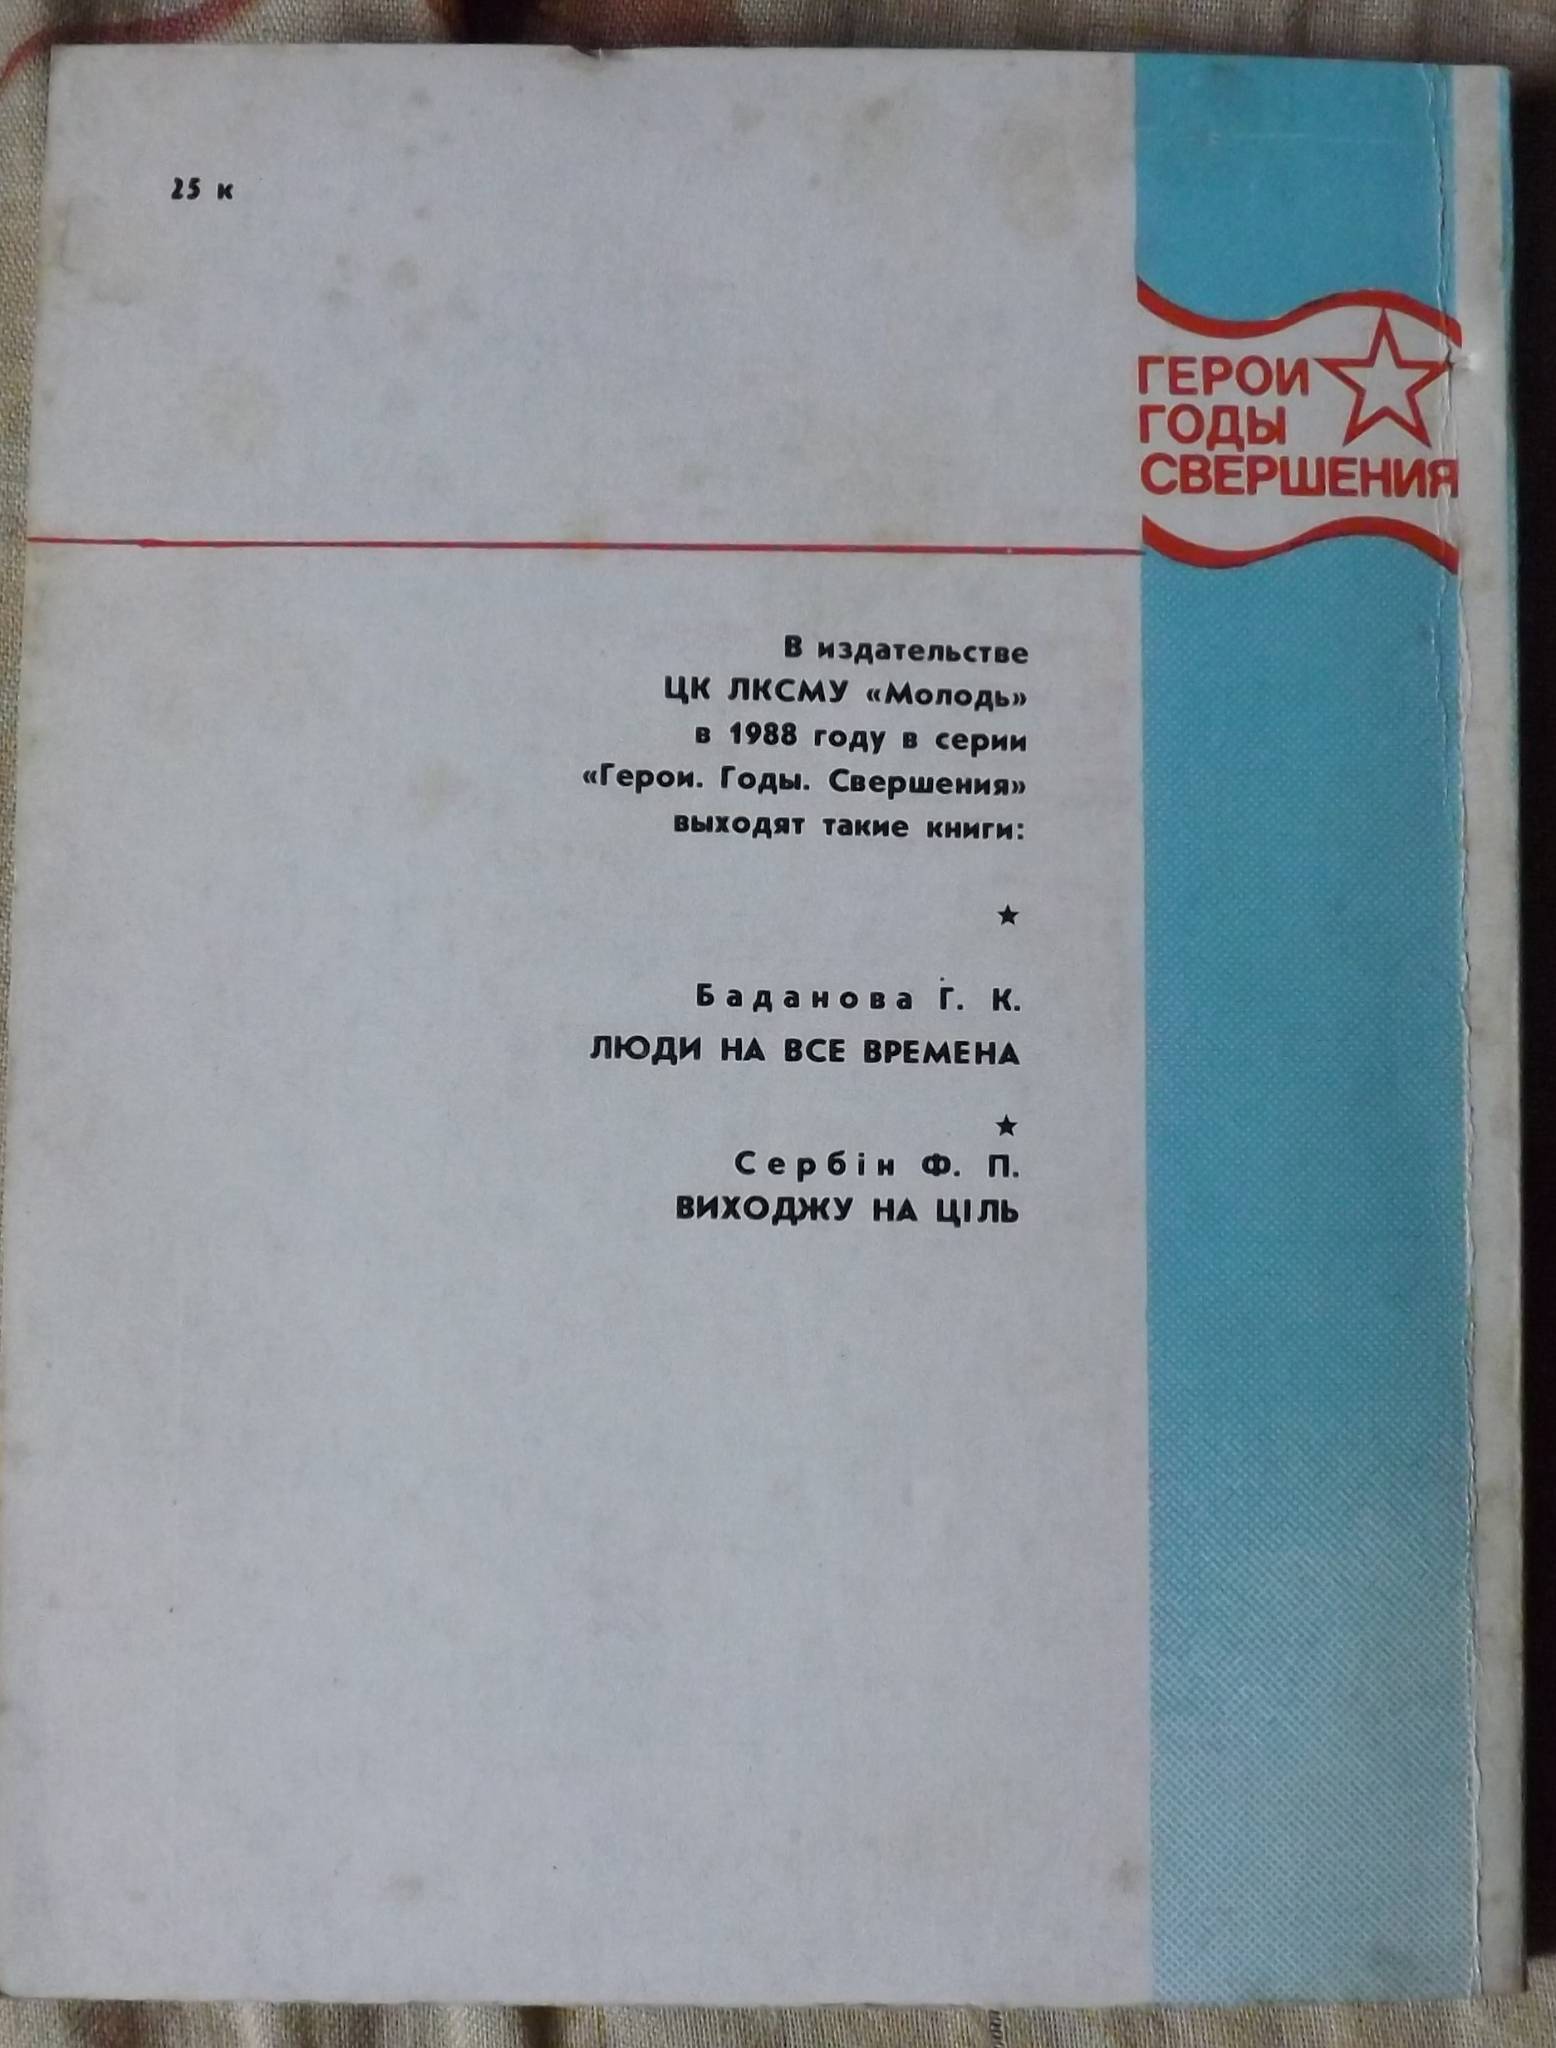 25 к
ГЕРОИ
ГОДЫ
СВЕРШЕНИЯ
В издательстве
ЦК ЛКСМУ «Молодь»
в 1988 году в серии
«Герои. Годы. Свершения»
выходят такие книги:
★
Баданова Г. К.
ЛЮДИ НА ВСЕ ВРЕМЕНА
★
Сербін Ф. П.
ВИХОДЖУ НА ЦІЛЬ